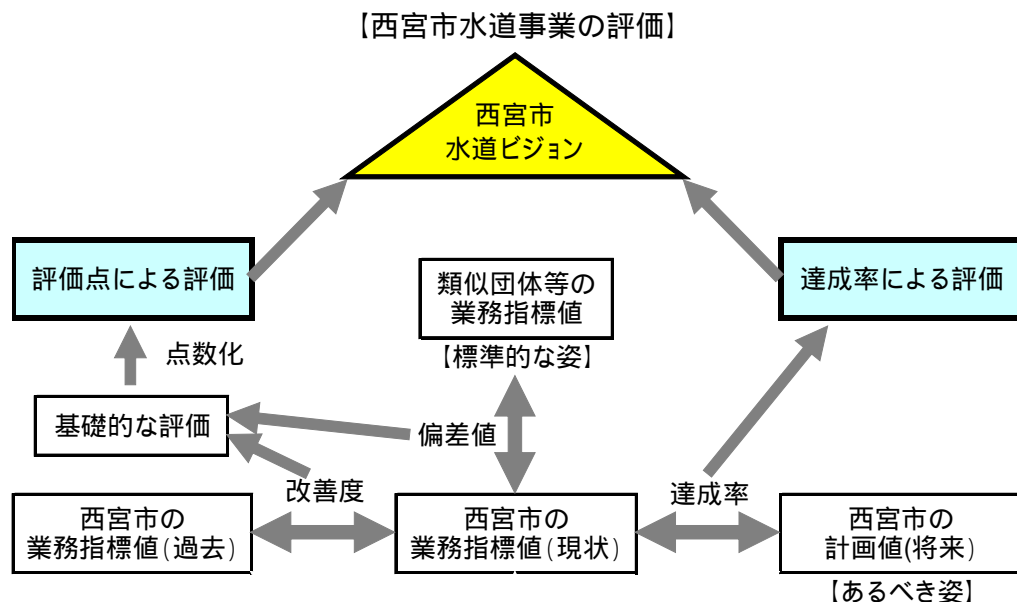 【西宮市水道事業の評価】
西宮市
水道ビジョン
評価点による評価
類似団体等の
業務指標値
達成率による評価
【標準的な姿】
点数化
基礎的な評価
偏差値
改善度
達成率
西宮市の
業務指標値(過去)
西宮市の
業務指標値(現状)
西宮市の
計画値(将来)
【あるべき姿】